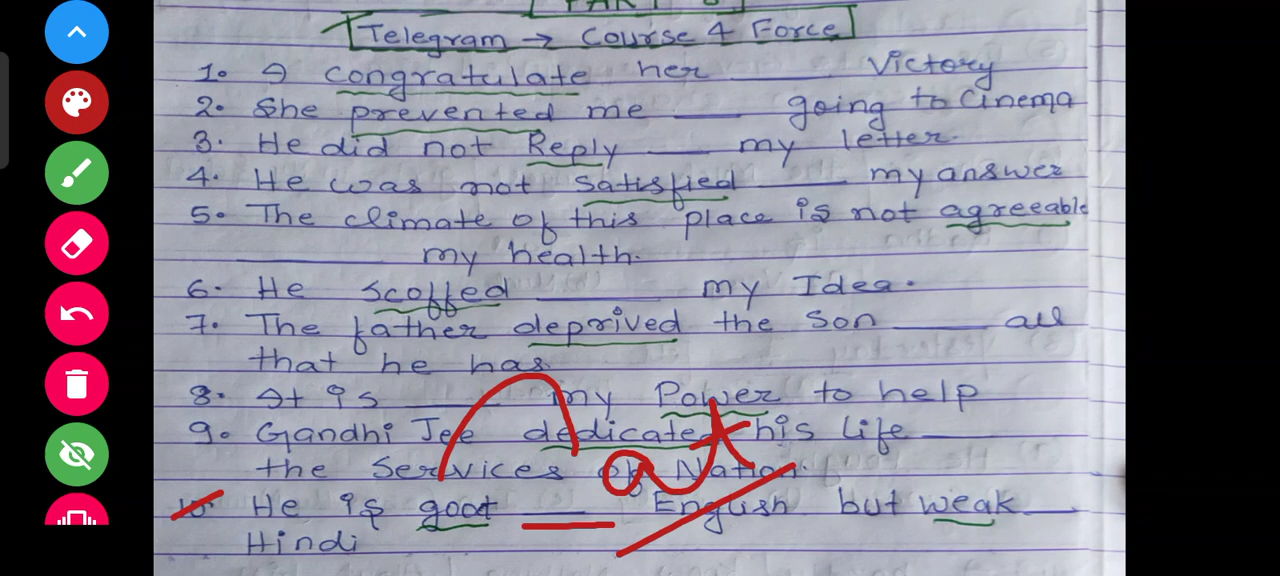 PART
Telegram → Course 4 Force
1. I congratulate her ___ victory
2. She prevented me ___ going to Cinema
3. He did not Reply ___ my letter.
4. He was not satisfied ___ my answer
5. The climate of this place is not agreeable
___ my health.
6. He scoffed ___ my Idea.
7. The father deprived the son ___ all
that he has
8. It is ___ my Power to help
9. Gandhi Jee dedicated his life ___
the Services of Nation.
at
10. He is good ___ English but weak ___
Hindi